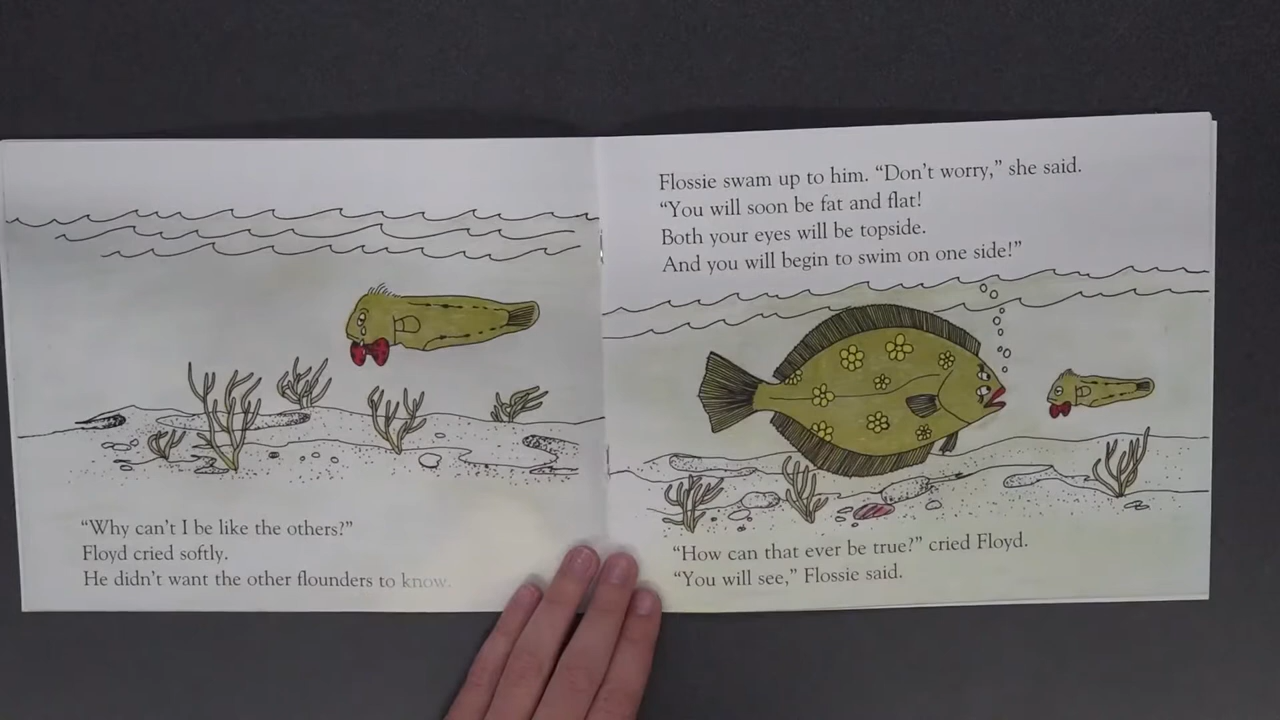 "Why can't I be like the others?"
Floyd cried softly.
He didn't want the other flounders to know.
Flossie swam up to him. "Don't worry," she said.
"You will soon be fat and flat!
Both your eyes will be topside.
And you will begin to swim on one side!"
"How can that ever be true?" cried Floyd.
"You will see," Flossie said.